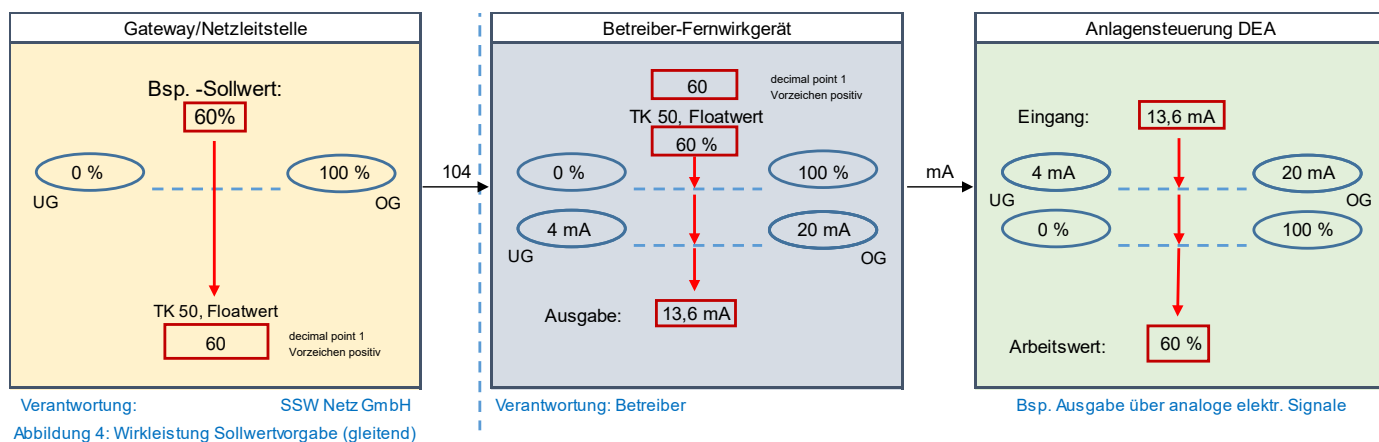 Gateway/Netzleitstelle
Bsp. -Sollwert:
60%
0 %
100 %
UG
OG
TK 50, Floatwert
60
decimal point 1
Vorzeichen positiv
104
Betreiber-Fernwirkgerät
60
decimal point 1
Vorzeichen positiv
TK 50, Floatwert
60 %
0 %
100 %
4 mA
20 mA
UG
OG
Ausgabe:
13,6 mA
mA
Anlagensteuerung DEA
Eingang:
13,6 mA
4 mA
20 mA
UG
OG
0 %
100 %
Arbeitswert:
60 %
Verantwortung: SSW Netz GmbH
Verantwortung: Betreiber
Bsp. Ausgabe über analoge elektr. Signale
Abbildung 4: Wirkleistung Sollwertvorgabe (gleitend)